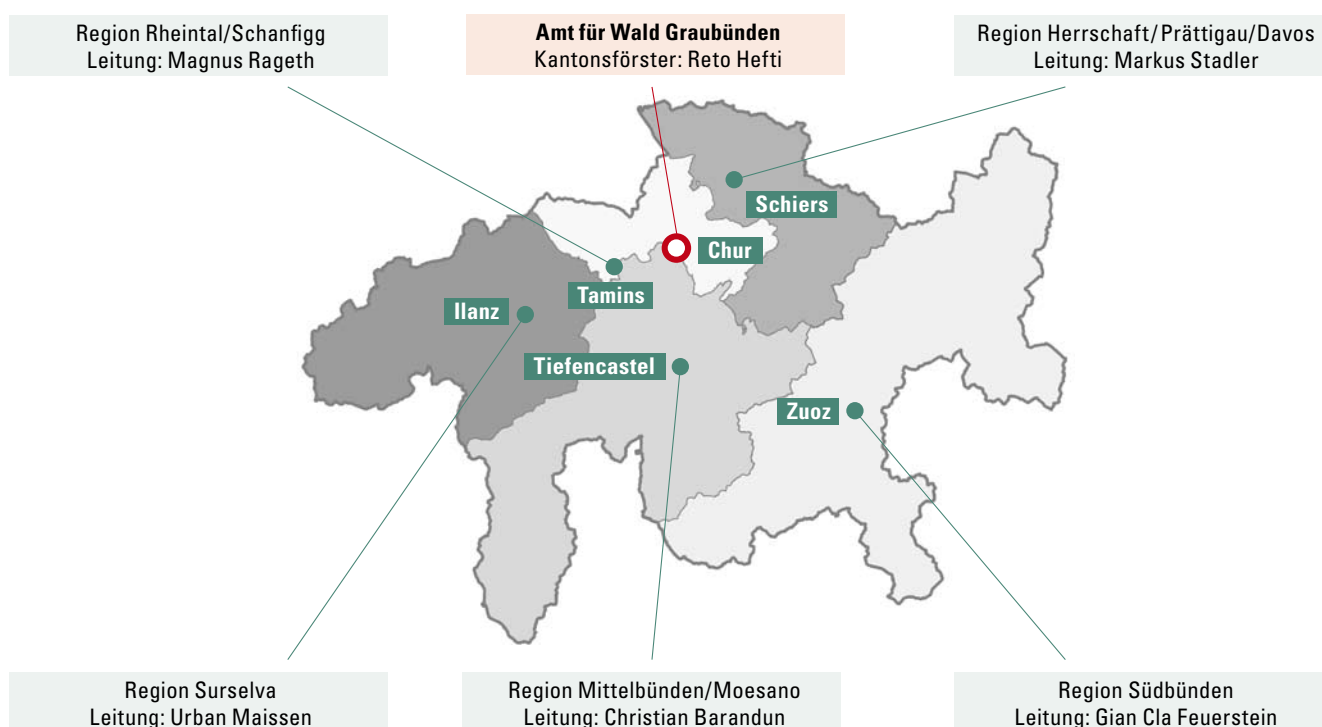 Region Rheintal/Schanfigg
Leitung: Magnus Rageth
Amt für Wald Graubünden
Kantonsförster: Reto Hefti
Region Herrschaft/Prättigau/Davos
Leitung: Markus Stadler
Schiers
Chur
Tamins
Ilanz
Tiefencastel
Zuoz
Region Surselva
Leitung: Urban Maissen
Region Mittelbünden/Moesano
Leitung: Christian Barandun
Region Südbünden
Leitung: Gian Cla Feuerstein